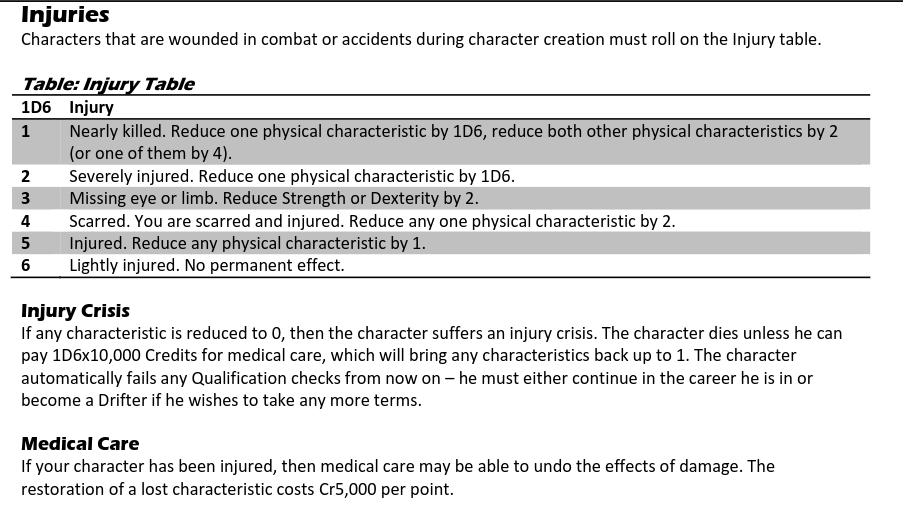 Injuries
Characters that are wounded in combat or accidents during character creation must roll on the Injury table.
Table: Injury Table
1D6 Injury
1 Nearly killed. Reduce one physical characteristic by 1D6, reduce both other physical characteristics by 2
(or one of them by 4).
2 Severely injured. Reduce one physical characteristic by 1D6.
3 Missing eye or limb. Reduce Strength or Dexterity by 2.
4 Scarred. You are scarred and injured. Reduce any one physical characteristic by 2.
5 Injured. Reduce any physical characteristic by 1.
6 Lightly injured. No permanent effect.
Injury Crisis
If any characteristic is reduced to 0, then the character suffers an injury crisis. The character dies unless he can
pay 1D6x10,000 Credits for medical care, which will bring any characteristics back up to 1. The character
automatically fails any Qualification checks from now on – he must either continue in the career he is in or
become a Drifter if he wishes to take any more terms.
Medical Care
If your character has been injured, then medical care may be able to undo the effects of damage. The
restoration of a lost characteristic costs Cr5,000 per point.